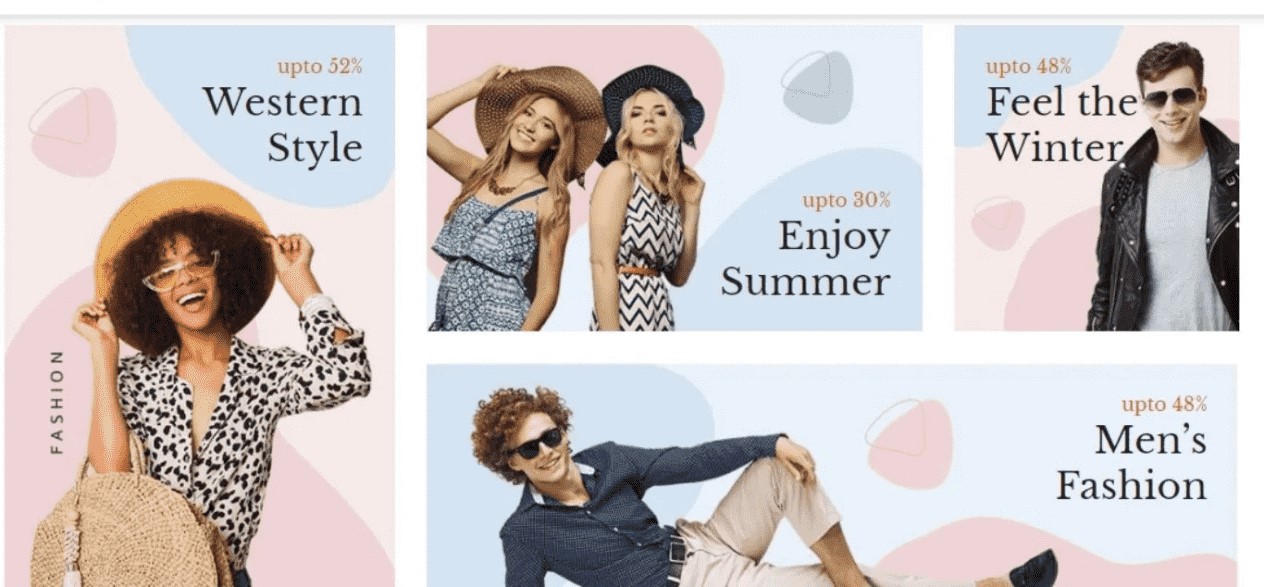 upto 52%
Western
Style
FASHION
upto 30%
Enjoy
Summer
upto 48%
Feel the
Winter
upto 48%
Men's
Fashion